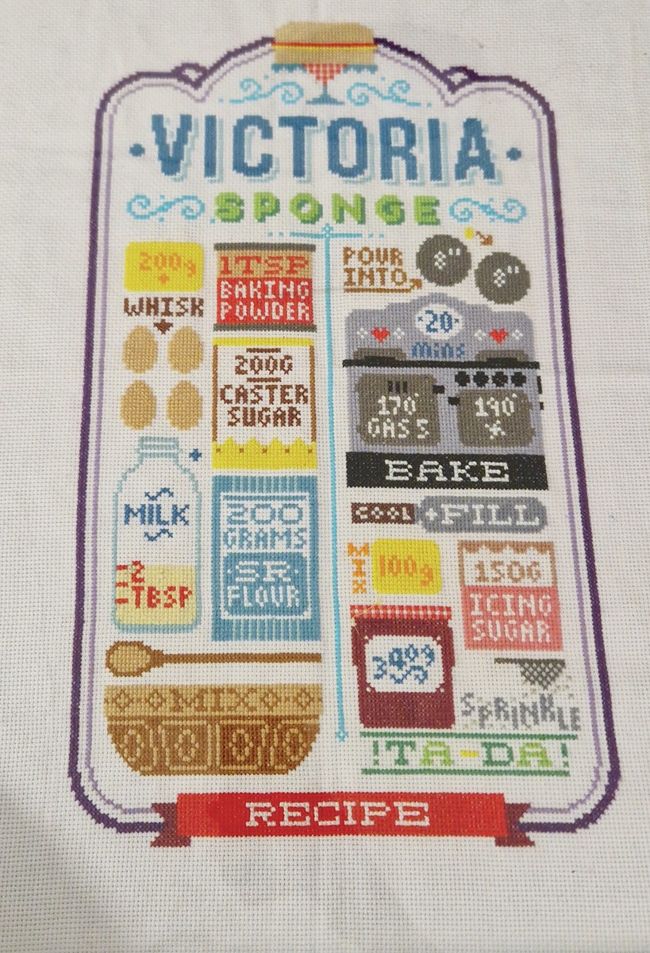 ·VICTORIA·
SPONGE
200g
+
WHISK
1TSP
BAKING
POWDER
200G
CASTER
SUGAR
MILK
2
TBSP
200
GRAMS
SR
FLOUR
MIX
POUR
INTO
8"
8"
20
Mins
170°
GAS 5
190°
BAKE
COOL
+FILL
MIX
100g
150G
ICING
SUGAR
340g
SPRINKLE
!TA-DA!
RECIPE